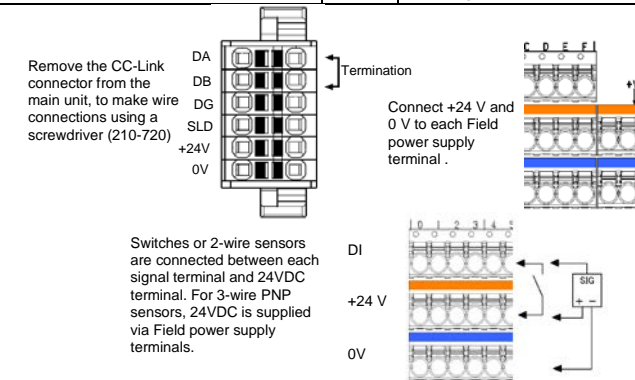 Remove the CC-Link
connector from the
main unit, to make wire
connections using a
screwdriver (210-720)
DA
DB
DG
SLD
+24V
0V
Termination
Connect +24 V and
0 V to each Field
power supply
terminal .
C D E F
Switches or 2-wire sensors
are connected between each
signal terminal and 24VDC
terminal. For 3-wire PNP
sensors, 24VDC is supplied
via Field power supply
terminals.
DI
+24 V
0V
0 1 2 3 4
SIG
+ −